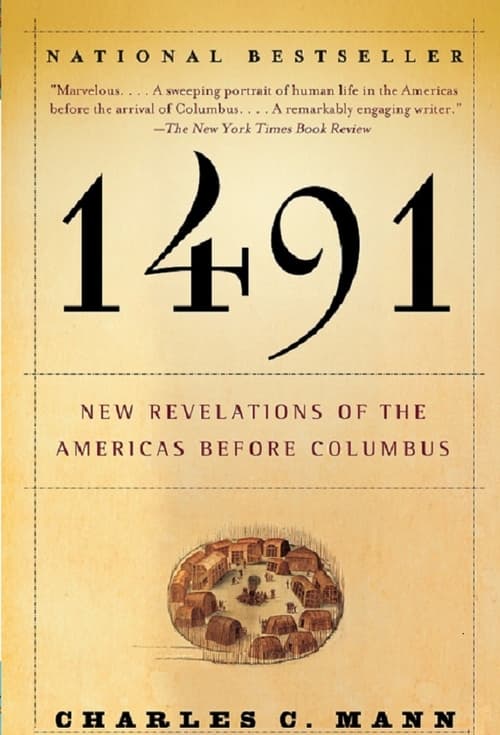 NATIONAL BESTSELLER
"Marvelous. . . . A sweeping portrait of human life in the Americas
before the arrival of Columbus. . . . A remarkably engaging writer."
—The New York Times Book Review
1491
NEW REVELATIONS OF THE
AMERICAS BEFORE COLUMBUS
CHARLES C. MANN